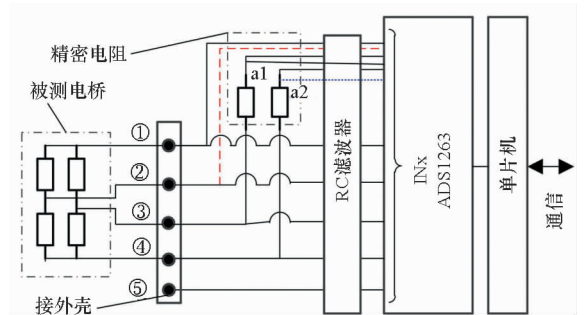 精密电阻
a1
a2
被测电桥
①
②
③
④
⑤
接外壳
RC滤波器
INx
ADS1263
单片机
通信